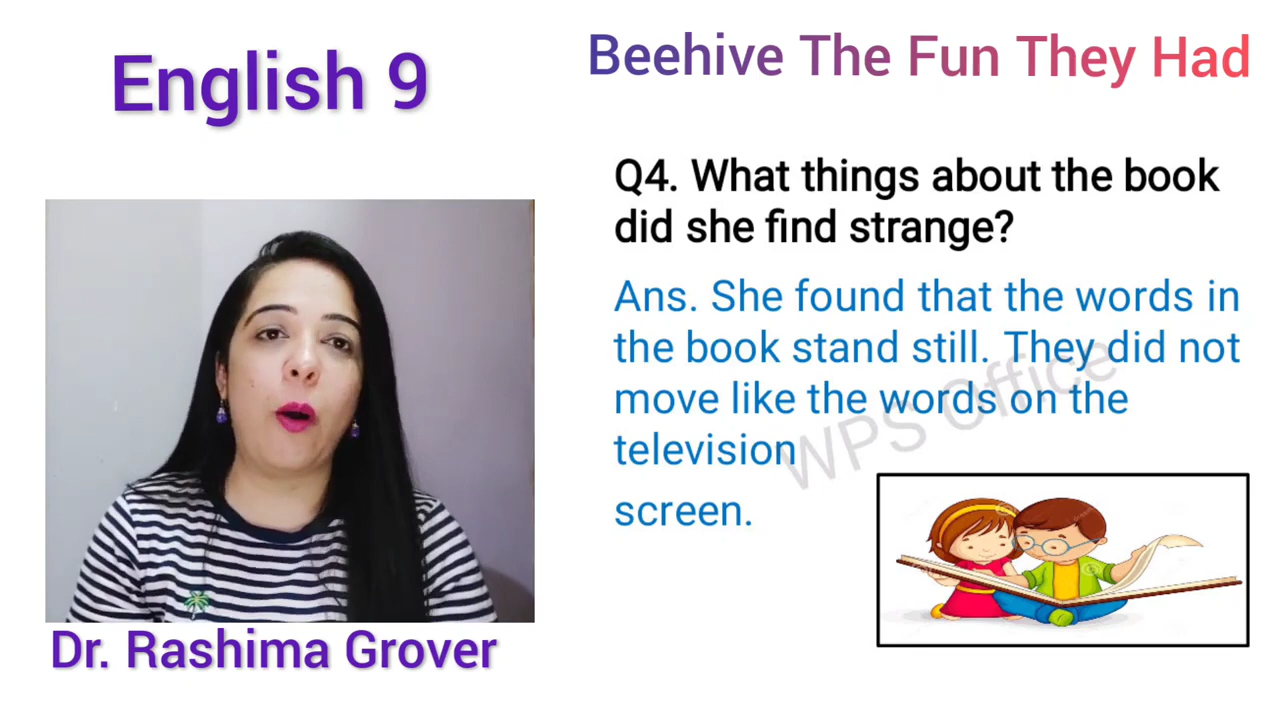 English 9
Beehive The Fun They Had
Q4. What things about the book
did she find strange?
Ans. She found that the words in
the book stand still. They did not
move like the words on the
television
screen.
WPS Office
Dr. Rashima Grover